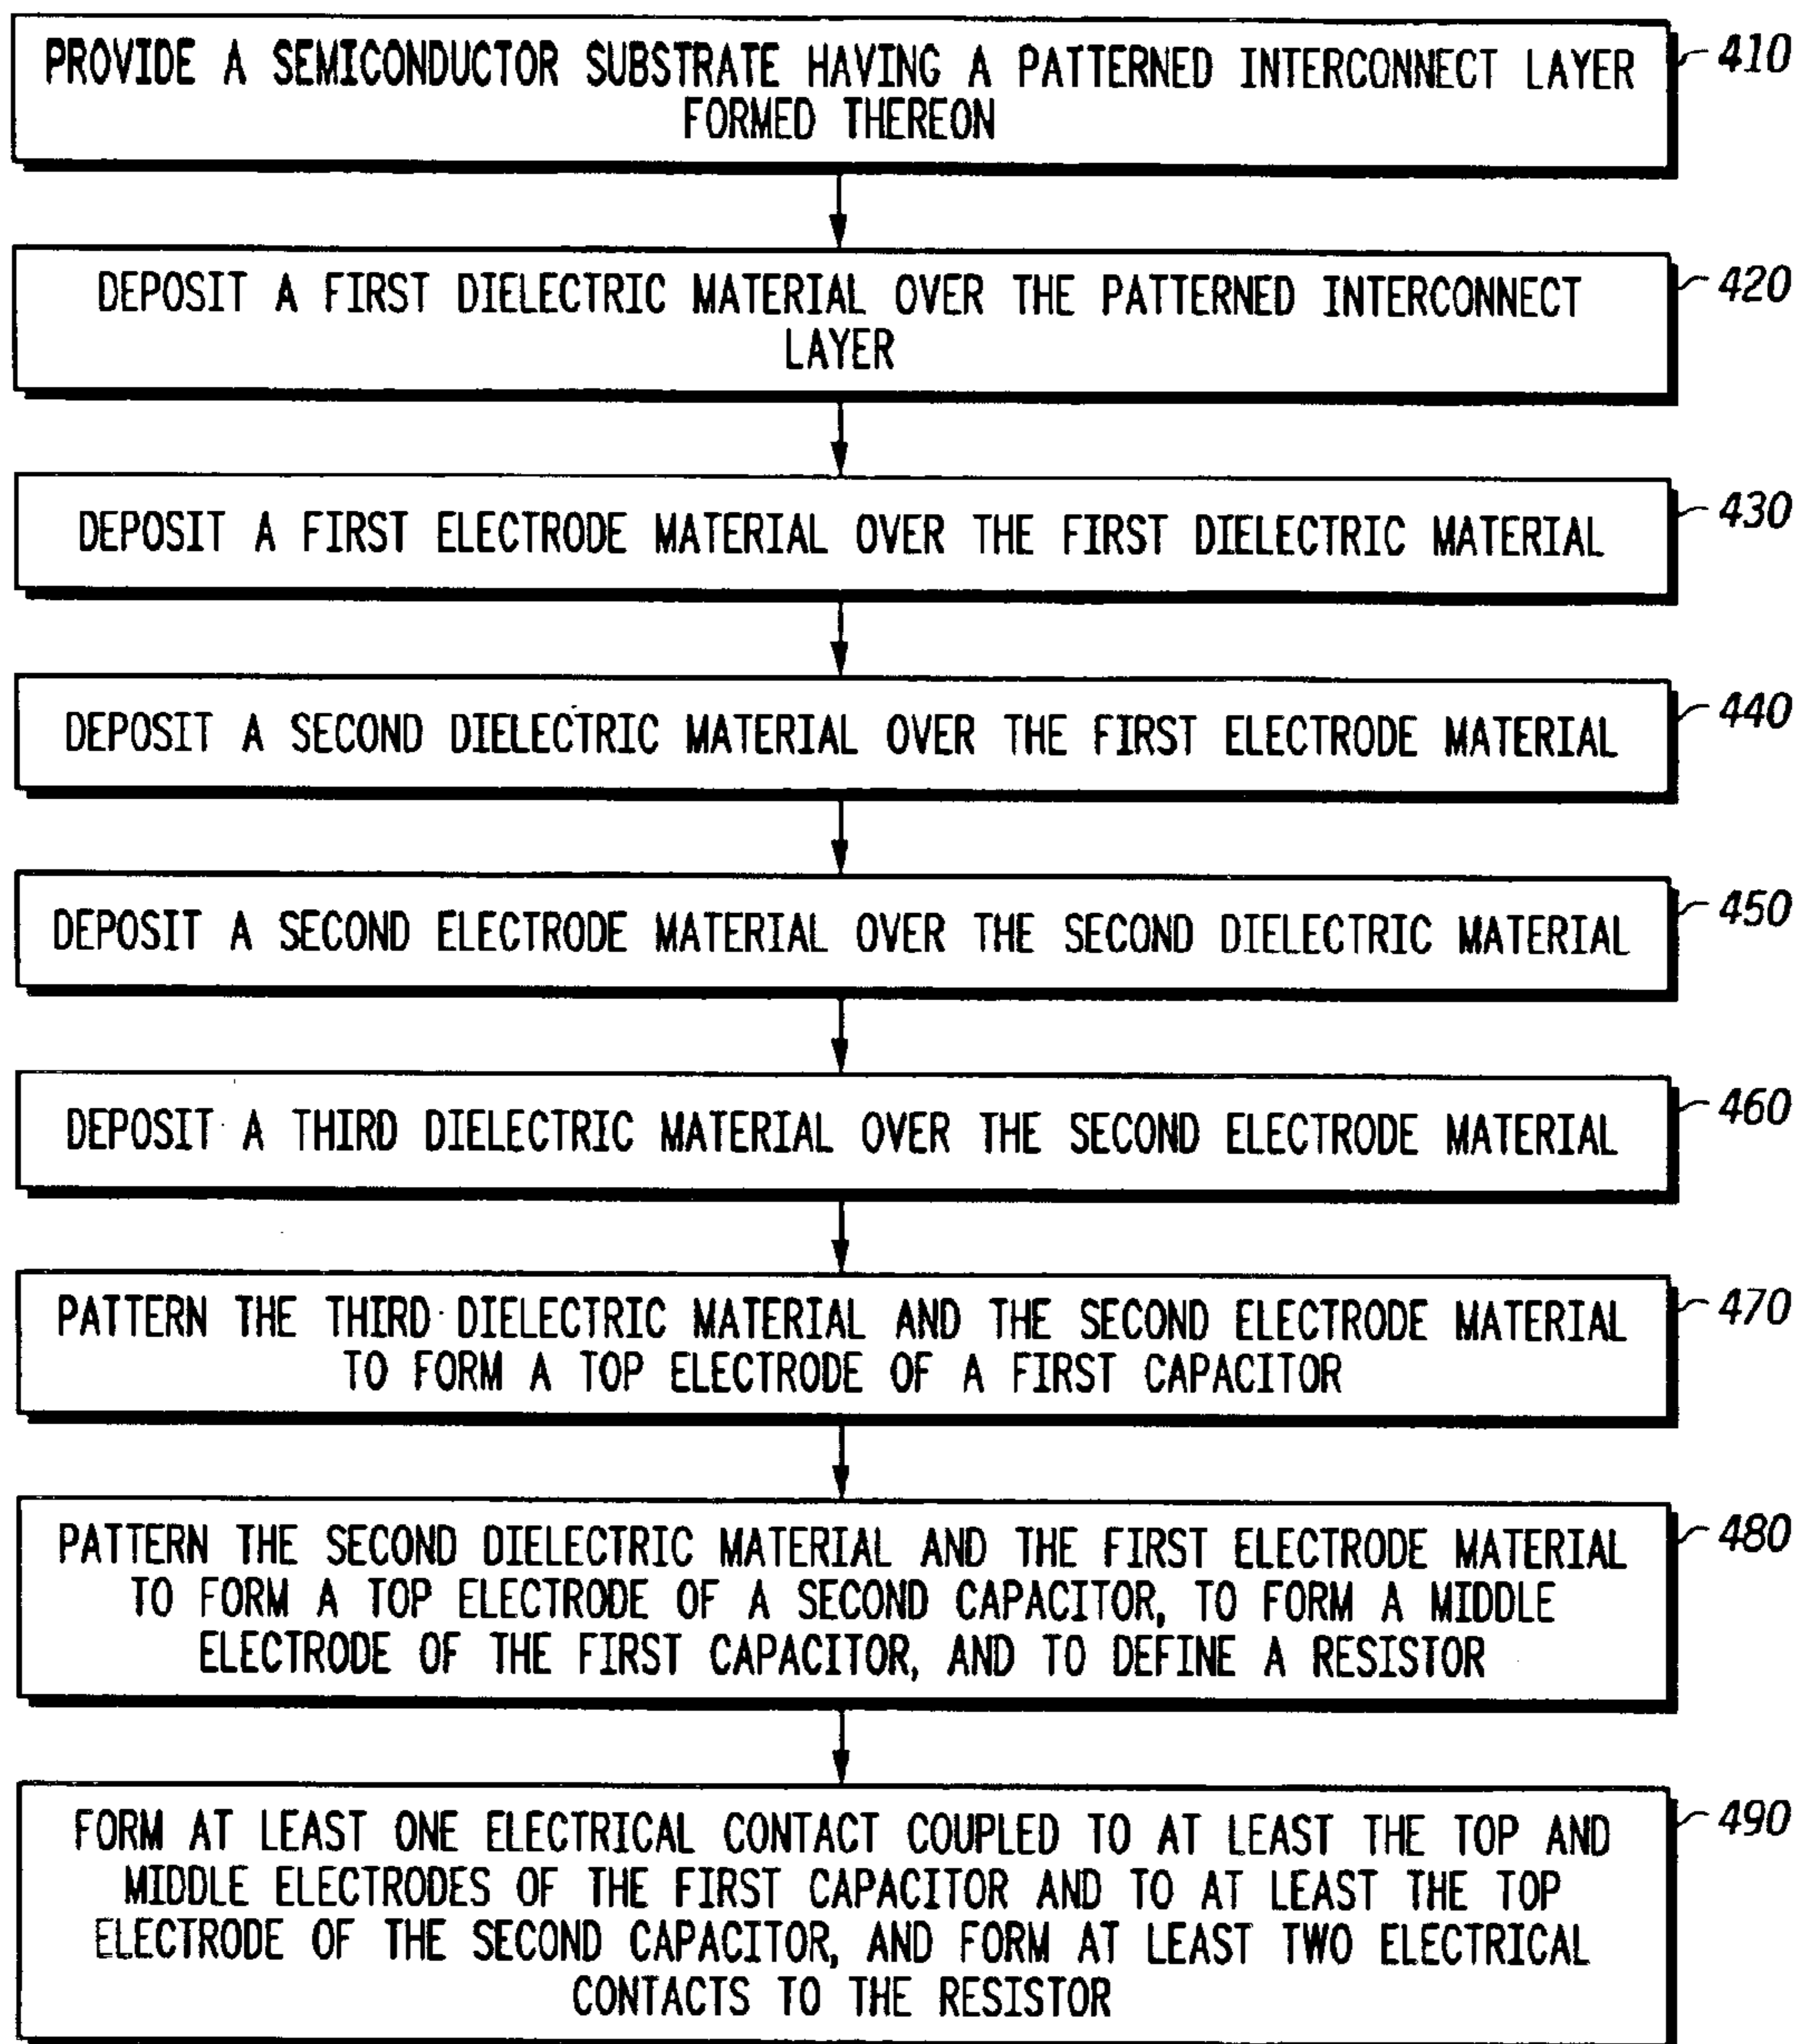 PROVIDE A SEMICONDUCTOR SUBSTRATE HAVING A PATTERNED INTERCONNECT LAYER
FORMED THEREON
410
DEPOSIT A FIRST DIELECTRIC MATERIAL OVER THE PATTERNED INTERCONNECT
LAYER
420
DEPOSIT A FIRST ELECTRODE MATERIAL OVER THE FIRST DIELECTRIC MATERIAL
430
DEPOSIT A SECOND DIELECTRIC MATERIAL OVER THE FIRST ELECTRODE MATERIAL
440
DEPOSIT A SECOND ELECTRODE MATERIAL OVER THE SECOND DIELECTRIC MATERIAL
450
DEPOSIT A THIRD DIELECTRIC MATERIAL OVER THE SECOND ELECTRODE MATERIAL
460
PATTERN THE THIRD DIELECTRIC MATERIAL AND THE SECOND ELECTRODE MATERIAL
TO FORM A TOP ELECTRODE OF A FIRST CAPACITOR
470
PATTERN THE SECOND DIELECTRIC MATERIAL AND THE FIRST ELECTRODE MATERIAL
TO FORM A TOP ELECTRODE OF A SECOND CAPACITOR, TO FORM A MIDDLE
ELECTRODE OF THE FIRST CAPACITOR, AND TO DEFINE A RESISTOR
480
FORM AT LEAST ONE ELECTRICAL CONTACT COUPLED TO AT LEAST THE TOP AND
MIDDLE ELECTRODES OF THE FIRST CAPACITOR AND TO AT LEAST THE TOP
ELECTRODE OF THE SECOND CAPACITOR, AND FORM AT LEAST TWO ELECTRICAL
CONTACTS TO THE RESISTOR
490